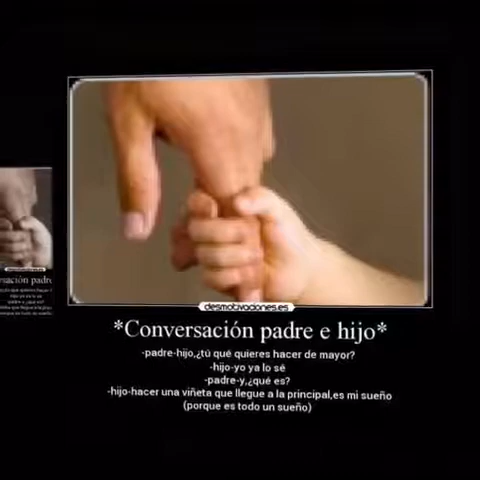 desmotivaciones.es
*Conversación padre e hijo*
-padre-hijo,¿tú qué quieres hacer de mayor?
-hijo-yo ya lo sé
-padre-y,¿qué es?
-hijo-hacer una viñeta que llegue a la principal,es mi sueño
(porque es todo un sueño)